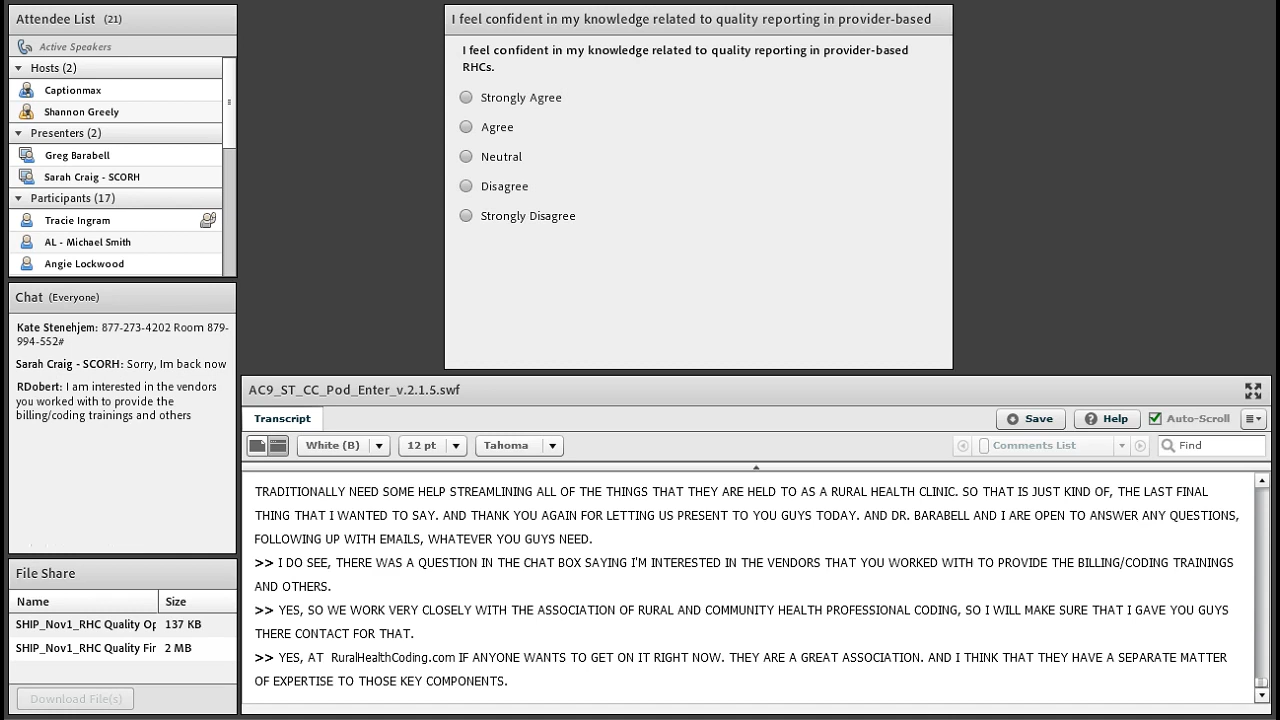 Attendee List (21)
Active Speakers
Hosts (2)
Captionmax
Shannon Greely
Presenters (2)
Greg Barabell
Sarah Craig - SCORH
Participants (17)
Tracie Ingram
AL - Michael Smith
Angie Lockwood
Chat (Everyone)
Kate Stenehjem: 877-273-4202 Room 879-
994-552#
Sarah Craig - SCORH: Sorry, Im back now
RDobert: I am interested in the vendors
you worked with to provide the
billing/coding trainings and others
File Share
Name Size
SHIP_Nov1_RHC Quality Op 137 KB
SHIP_Nov1_RHC Quality Fir 2 MB
Download File(s)
I feel confident in my knowledge related to quality reporting in provider-based
I feel confident in my knowledge related to quality reporting in provider-based
RHCs.
Strongly Agree
Agree
Neutral
Disagree
Strongly Disagree
AC9_ST_CC_Pod_Enter_v.2.1.5.swf
Transcript Save Help Auto-Scroll
White (B) 12 pt Tahoma Comments List Find
TRADITIONALLY NEED SOME HELP STREAMLINING ALL OF THE THINGS THAT THEY ARE HELD TO AS A RURAL HEALTH CLINIC. SO THAT IS JUST KIND OF, THE LAST FINAL
THING THAT I WANTED TO SAY. AND THANK YOU AGAIN FOR LETTING US PRESENT TO YOU GUYS TODAY. AND DR. BARABELL AND I ARE OPEN TO ANSWER ANY QUESTIONS,
FOLLOWING UP WITH EMAILS, WHATEVER YOU GUYS NEED.
>> I DO SEE, THERE WAS A QUESTION IN THE CHAT BOX SAYING I'M INTERESTED IN THE VENDORS THAT YOU WORKED WITH TO PROVIDE THE BILLING/CODING TRAININGS
AND OTHERS.
>> YES, SO WE WORK VERY CLOSELY WITH THE ASSOCIATION OF RURAL AND COMMUNITY HEALTH PROFESSIONAL CODING, SO I WILL MAKE SURE THAT I GAVE YOU GUYS
THERE CONTACT FOR THAT.
>> YES, AT RuralHealthCoding.com IF ANYONE WANTS TO GET ON IT RIGHT NOW. THEY ARE A GREAT ASSOCIATION. AND I THINK THAT THEY HAVE A SEPARATE MATTER
OF EXPERTISE TO THOSE KEY COMPONENTS.